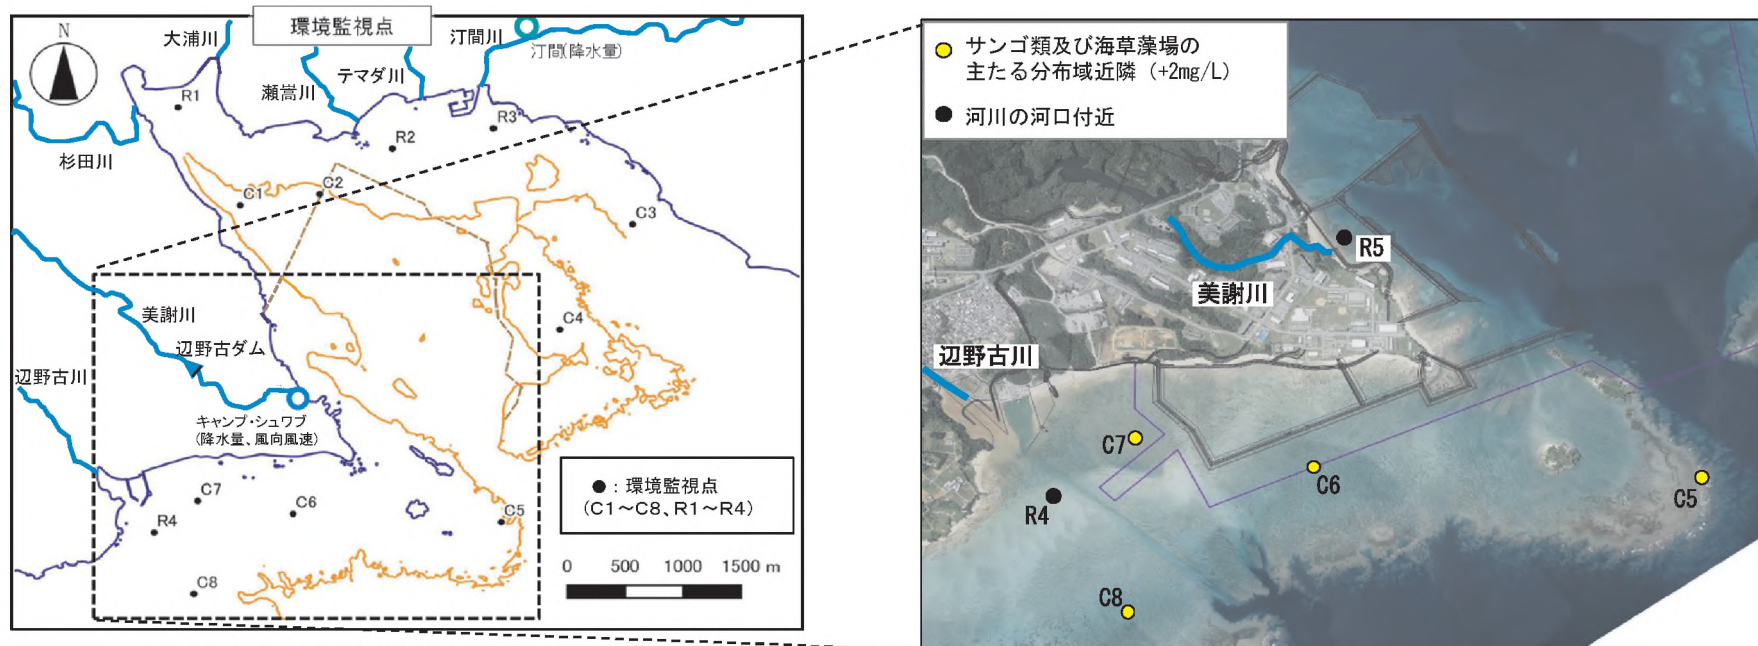 環境監視点
N
大浦川
汀間川
汀間(降水量)
テマダ川
瀬嵩川
R1
R2
R3
杉田川
C1
C2
C3
C4
美謝川
辺野古ダム
辺野古川
キャンプ・シュワブ
(降水量、風向風速)
C7
C6
R4
C5
C8
●：環境監視点
(C1～C8、R1～R4)
0 500 1000 1500 m
サンゴ類及び海草藻場の
主たる分布域近隣（+2mg/L）
河川の河口付近
R5
美謝川
辺野古川
C7
C6
C5
R4
C8